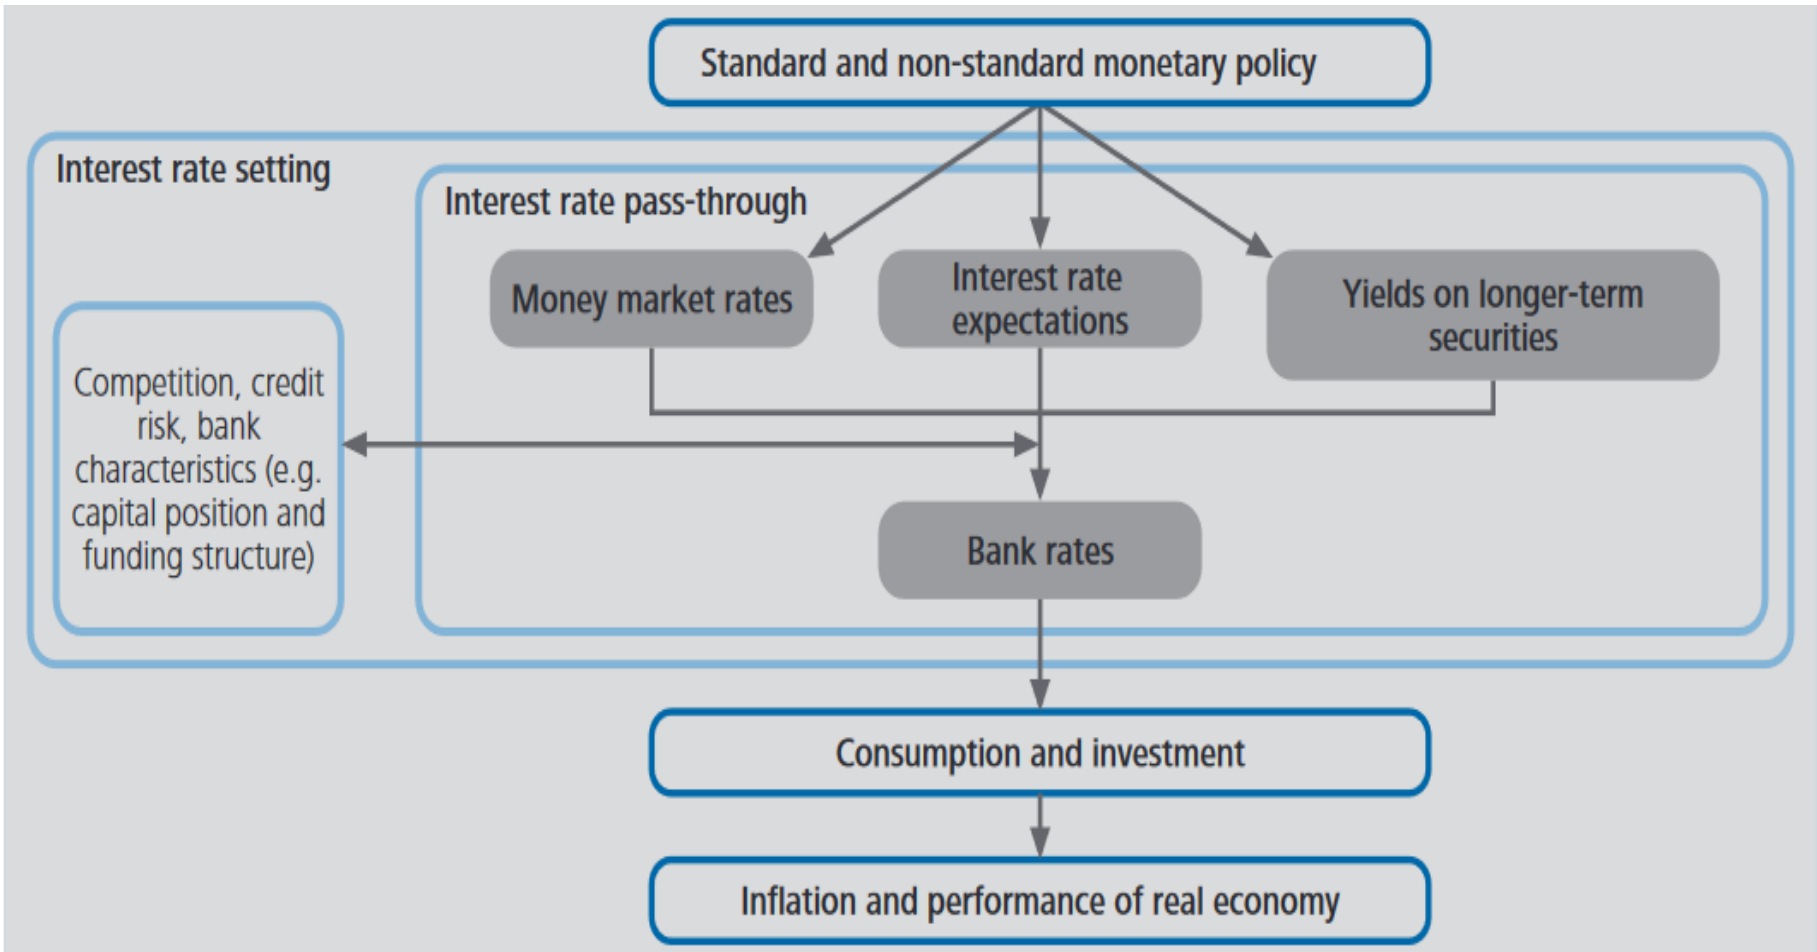 Standard and non-standard monetary policy
Interest rate setting
Interest rate pass-through
Money market rates
Interest rate
expectations
Yields on longer-term
securities
Competition, credit
risk, bank
characteristics (e.g.
capital position and
funding structure)
Bank rates
Consumption and investment
Inflation and performance of real economy